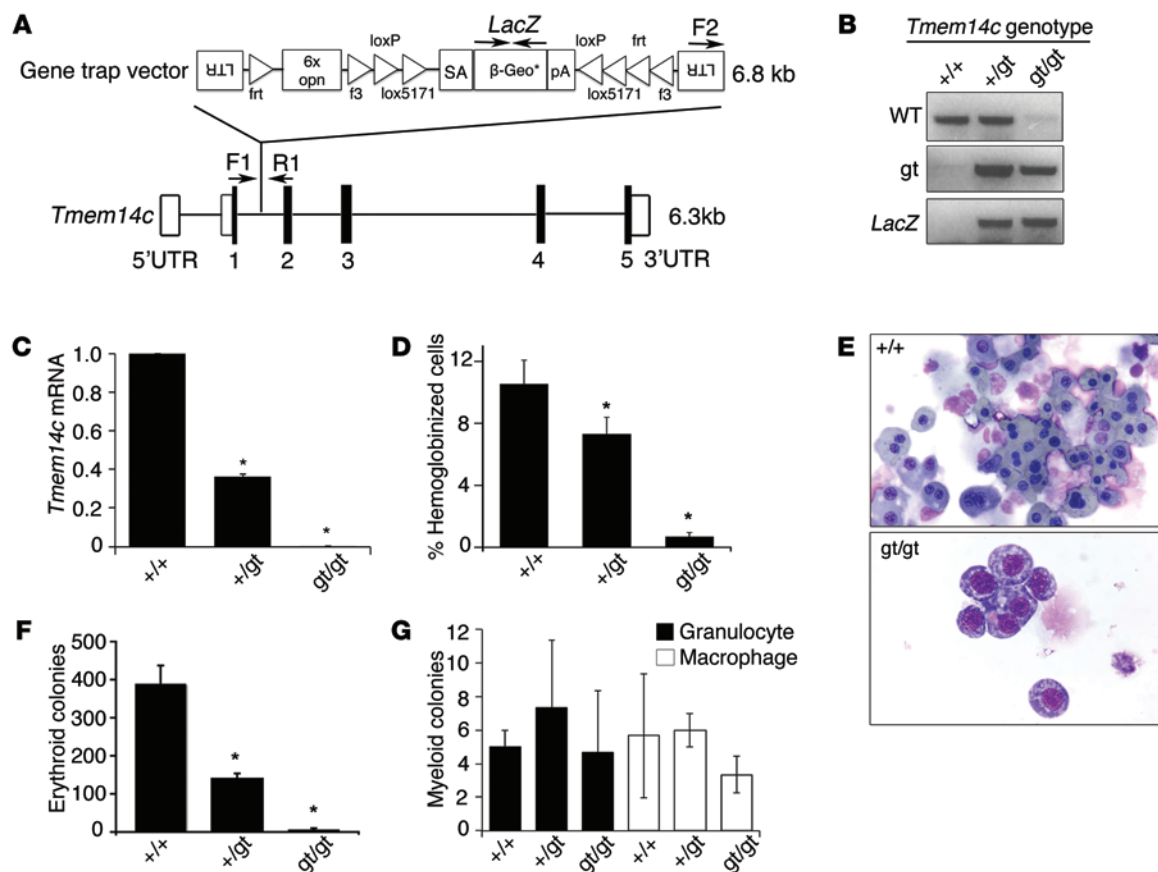 A
LacZ
F2
loxP
loxP
frt
Gene trap vector
LTR
6x
opn
SA
β-Geo*
pA
LTR
6.8 kb
frt
f3
lox5171
lox5171
f3
F1
R1
Tmem14c
6.3kb
5'UTR
1
2
3
4
5
3'UTR
B
Tmem14c genotype
+/+
+/gt
gt/gt
WT
gt
LacZ
C
Tmem14c mRNA
1.0
0.8
0.6
0.4
0.2
0
*
*
+/+
+/gt
gt/gt
D
% Hemoglobinized cells
12
8
4
0
*
*
+/+
+/gt
gt/gt
E
+/+
gt/gt
F
Erythroid colonies
500
400
300
200
100
0
*
*
+/+
+/gt
gt/gt
G
Myeloid colonies
12
10
8
6
4
2
0
Granulocyte
Macrophage
+/+
+/gt
gt/gt
+/+
+/gt
gt/gt